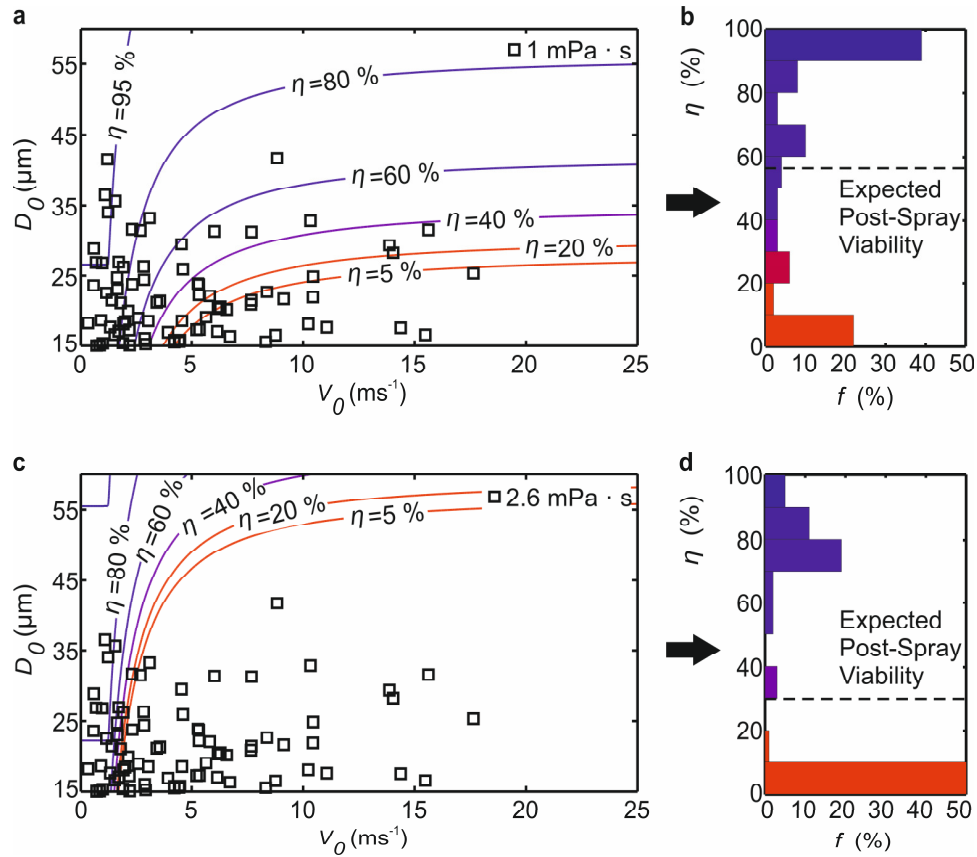 a
55
45
35
25
15
D0 (μm)
η=95 %
η=80 %
η=60 %
η=40 %
η=20 %
η=5 %
1 mPa · s
0 5 10 15 20 25
V0 (ms-1)
b
100
80
60
40
20
0
η (%)
Expected
Post-Spray
Viability
0 10 20 30 40 50
f (%)
c
55
45
35
25
15
D0 (μm)
η=80 %
η=60 %
η=40 %
η=20 %
η=5 %
2.6 mPa · s
0 5 10 15 20 25
V0 (ms-1)
d
100
80
60
40
20
0
η (%)
Expected
Post-Spray
Viability
0 10 20 30 40 50
f (%)